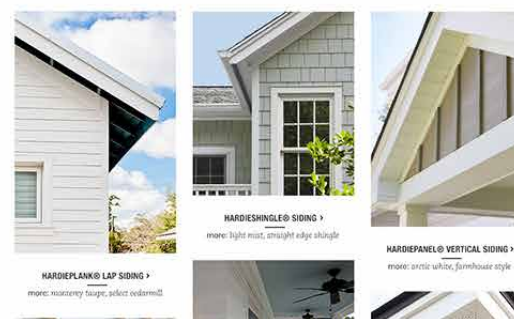 HARDIEPLANK® LAP SIDING >
more: monterey taupe, select cedarmill
HARDIESHINGLE® SIDING >
more: light mist, straight edge shingle
HARDIEPANEL® VERTICAL SIDING >
more: arctic white, farmhouse style